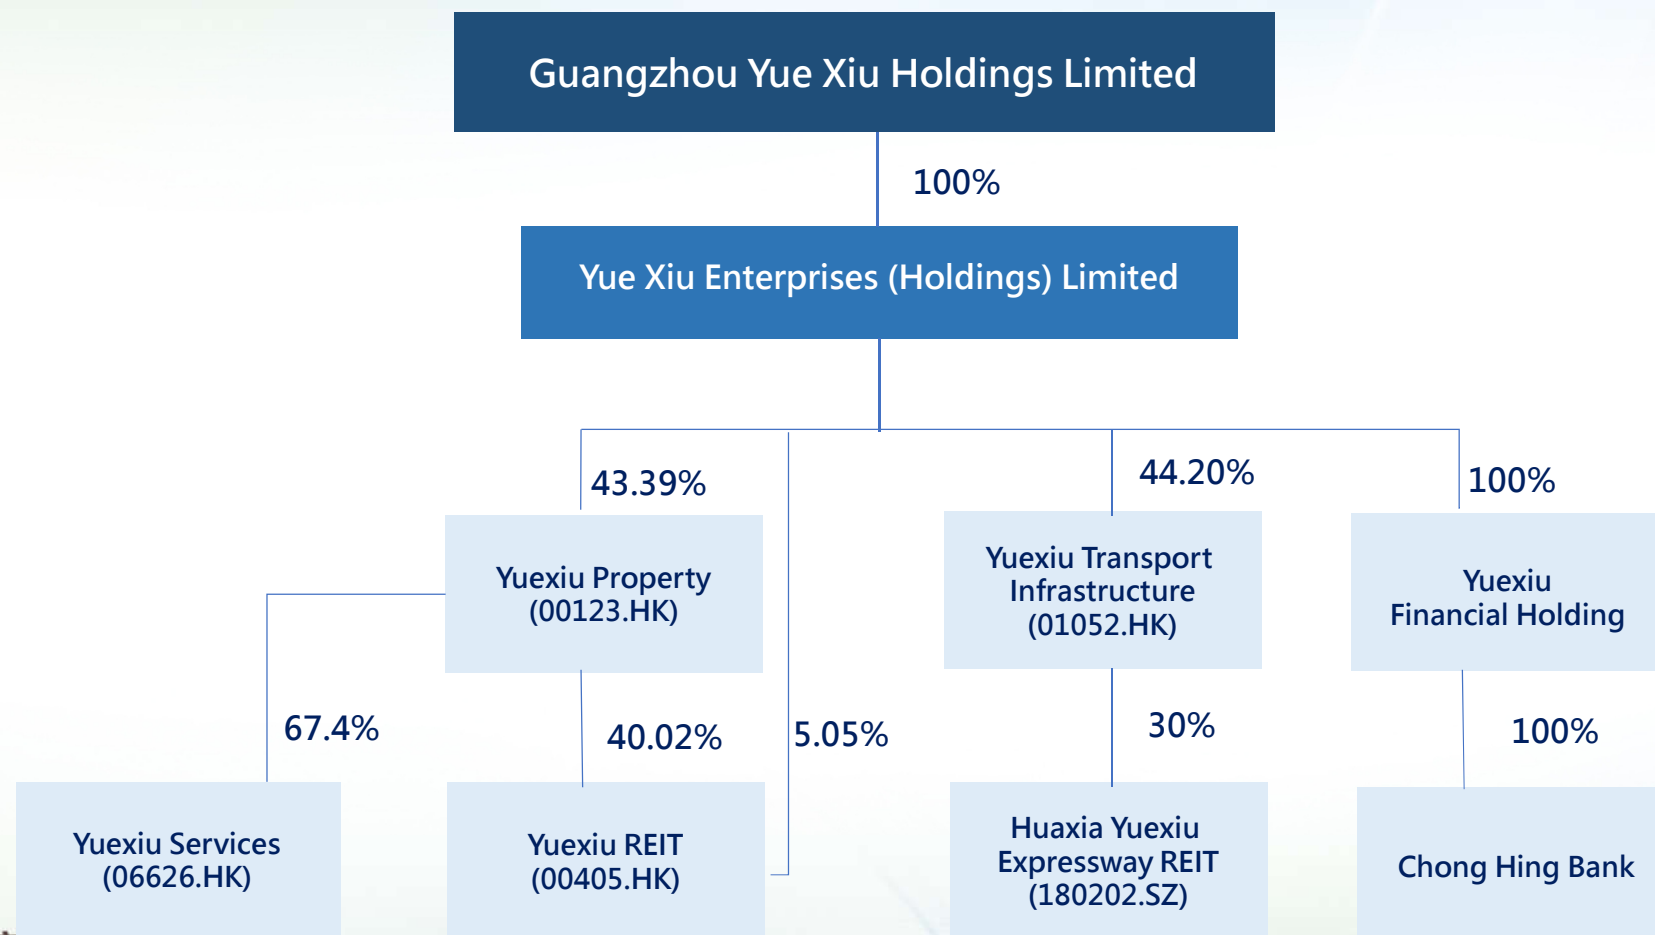 Guangzhou Yue Xiu Holdings Limited
100%
Yue Xiu Enterprises (Holdings) Limited
43.39%
44.20%
100%
Yuexiu Property
(00123.HK)
Yuexiu Transport
Infrastructure
(01052.HK)
Yuexiu
Financial Holding
67.4%
40.02%
5.05%
30%
100%
Yuexiu Services
(06626.HK)
Yuexiu REIT
(00405.HK)
Huaxia Yuexiu
Expressway REIT
(180202.SZ)
Chong Hing Bank